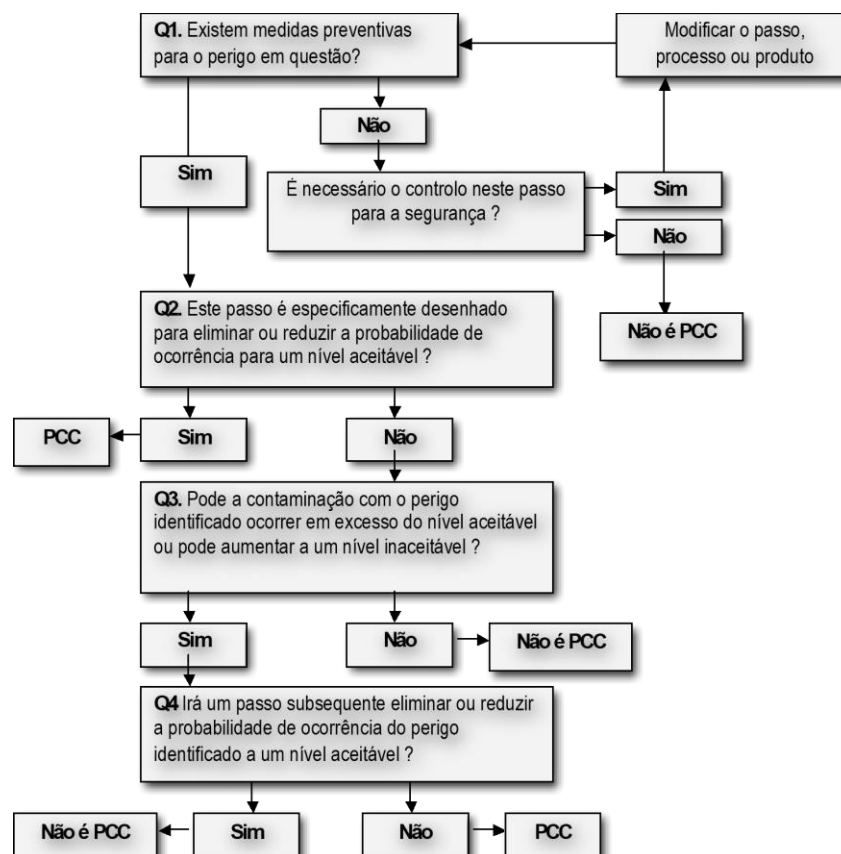 Q1. Existem medidas preventivas
para o perigo em questão?
Modificar o passo,
processo ou produto
Não
Sim
É necessário o controlo neste passo
para a segurança ?
Sim
Não
Não é PCC
Q2. Este passo é especificamente desenhado
para eliminar ou reduzir a probabilidade de
ocorrência para um nível aceitável ?
PCC
Sim
Não
Q3. Pode a contaminação com o perigo
identificado ocorrer em excesso do nível aceitável
ou pode aumentar a um nível inaceitável ?
Sim
Não
Não é PCC
Q4 Irá um passo subsequente eliminar ou reduzir
a probabilidade de ocorrência do perigo
identificado a um nível aceitável ?
Não é PCC
Sim
Não
PCC